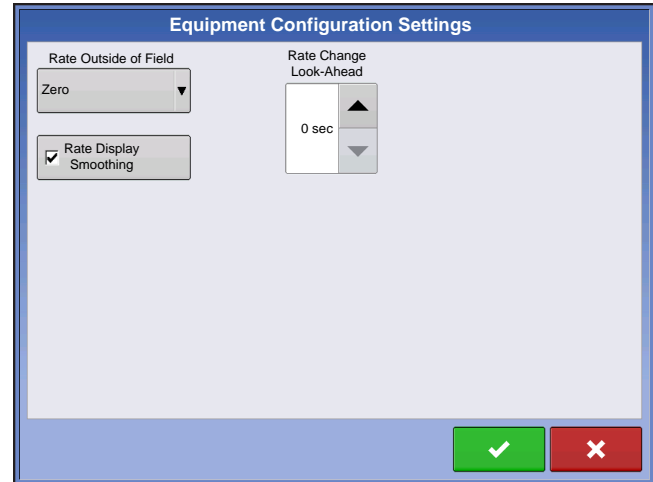 Equipment Configuration Settings
Rate Outside of Field
Zero
Rate Display
Smoothing
Rate Change
Look-Ahead
0 sec